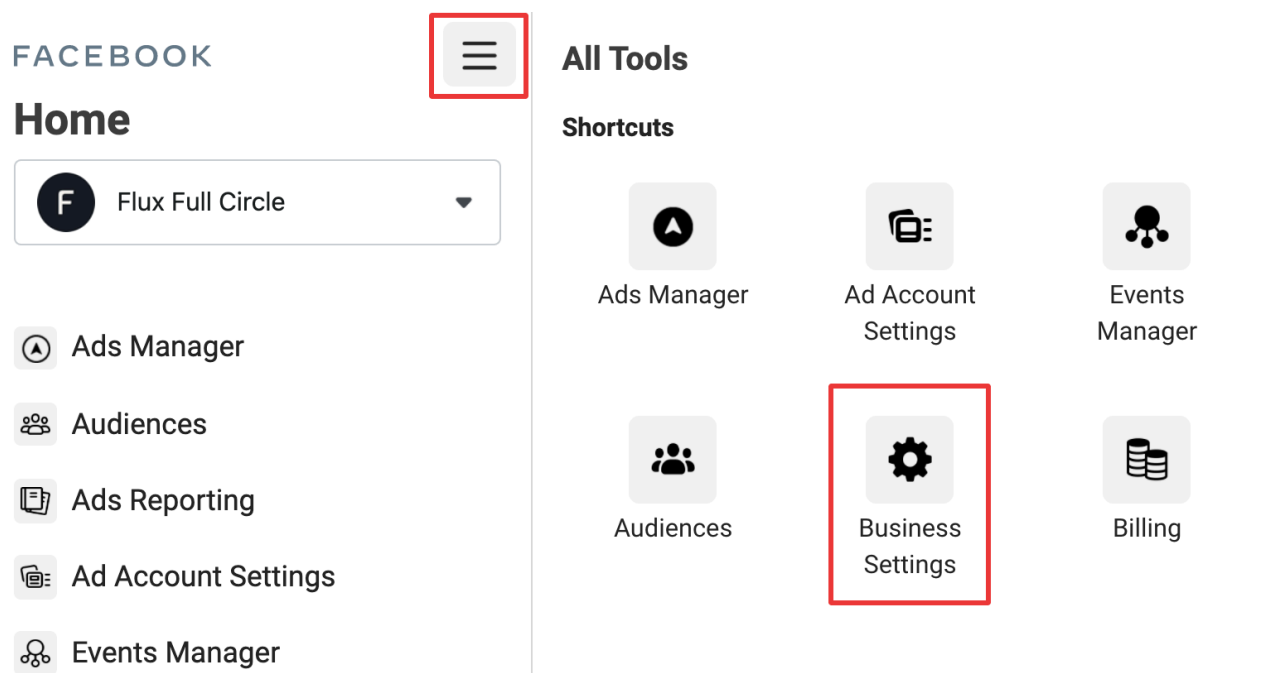 FACEBOOK
Home
F
Flux Full Circle
Ads Manager
Audiences
Ads Reporting
Ad Account Settings
Events Manager
All Tools
Shortcuts
Ads Manager
Ad Account
Settings
Events
Manager
Audiences
Business
Settings
Billing